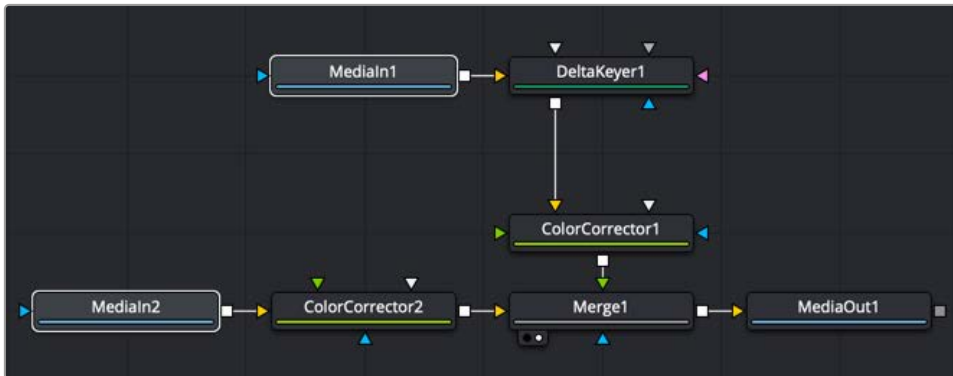 MediaIn1
DeltaKeyer1
ColorCorrector1
MediaIn2
ColorCorrector2
Merge1
MediaOut1